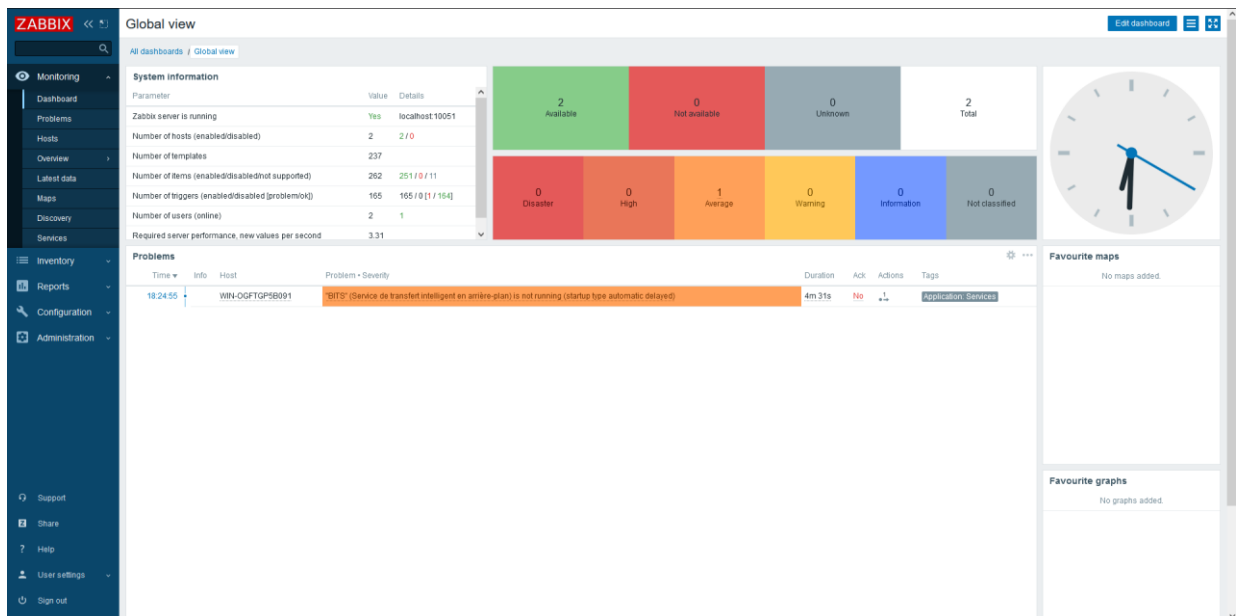 ZABBIX
Global view
Edit dashboard
All dashboards / Global view
Monitoring
Dashboard
Problems
Hosts
Overview
Latest data
Maps
Discovery
Services
Inventory
Reports
Configuration
Administration
Support
Share
Help
User settings
Sign out
System information
Parameter Value Details
Zabbix server is running Yes localhost:10051
Number of hosts (enabled/disabled) 2 2 / 0
Number of templates 237
Number of items (enabled/disabled/not supported) 262 251 / 0 / 11
Number of triggers (enabled/disabled [problem/ok]) 165 165 / 0 [1 / 164]
Number of users (online) 2 1
Required server performance, new values per second 3.31
2 0 0 2
Available Not available Unknown Total
0 0 1 0 0 0
Disaster High Average Warning Information Not classified
Problems
Time Info Host Problem • Severity Duration Ack Actions Tags
18:24:55 WIN-OGFTGP5B091 "BITS" (Service de transfert intelligent en arrière-plan) is not running (startup type automatic delayed) 4m 31s No 1 Application: Services
Favourite maps
No maps added.
Favourite graphs
No graphs added.